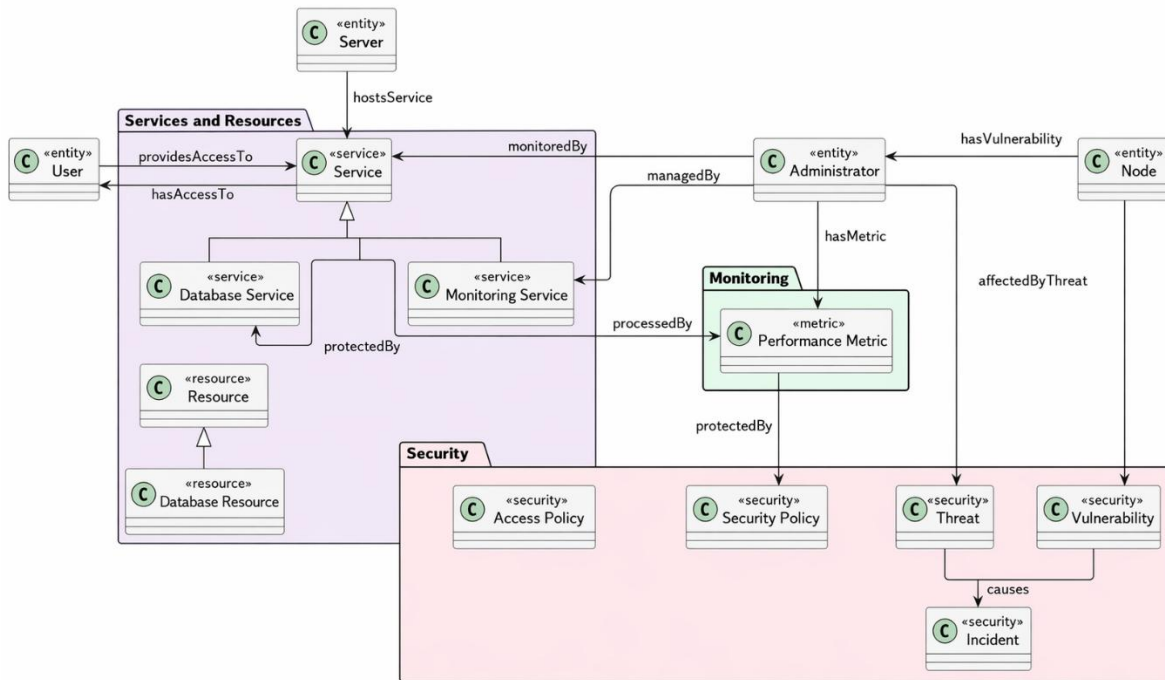 C «entity»
Server
hostsService
Services and Resources
C «entity»
User
providesAccessTo
hasAccessTo
C «service»
Service
monitoredBy
managedBy
C «entity»
Administrator
hasVulnerability
C «entity»
Node
hasMetric
affectedByThreat
C «service»
Database Service
C «service»
Monitoring Service
protectedBy
processedBy
Monitoring
C «metric»
Performance Metric
C «resource»
Resource
C «resource»
Database Resource
protectedBy
Security
C «security»
Access Policy
C «security»
Security Policy
C «security»
Threat
C «security»
Vulnerability
causes
C «security»
Incident